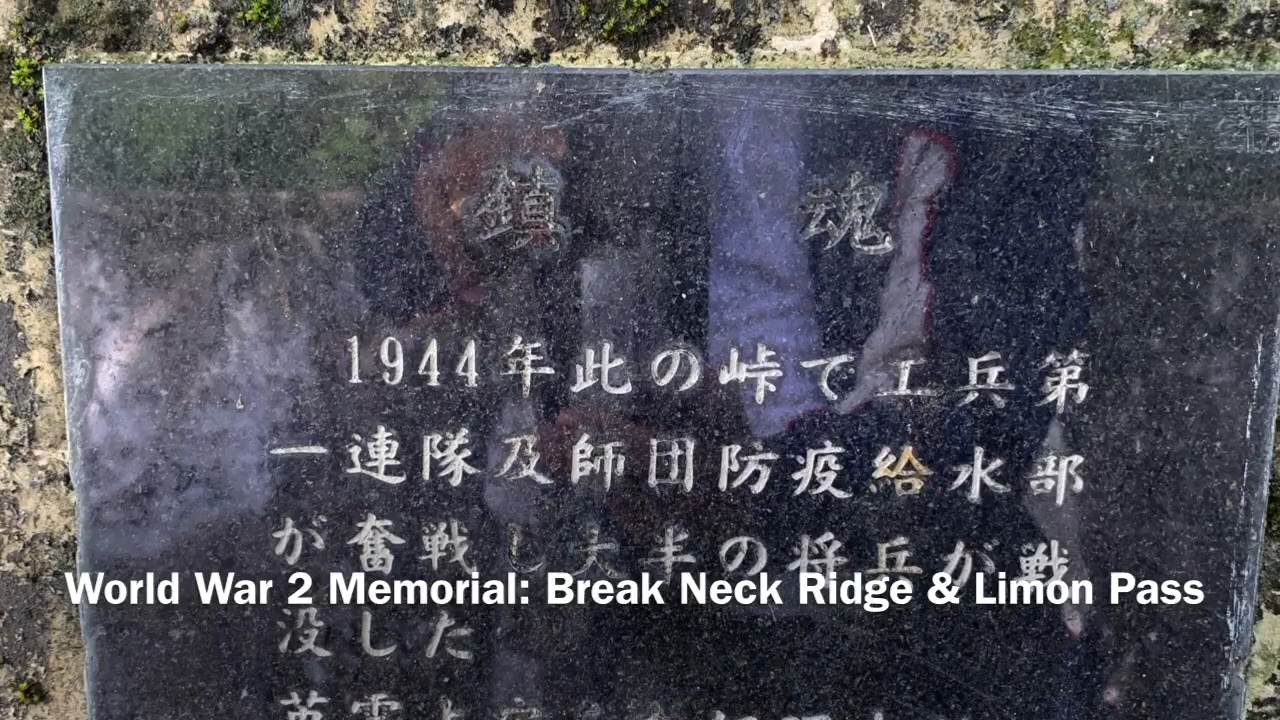 鎮 魂
1944年此の峠で工兵第
一連隊及師団防疫給水部
が奮戦し大半の将兵が戦
World War 2 Memorial: Break Neck Ridge & Limon Pass
没した
英霊